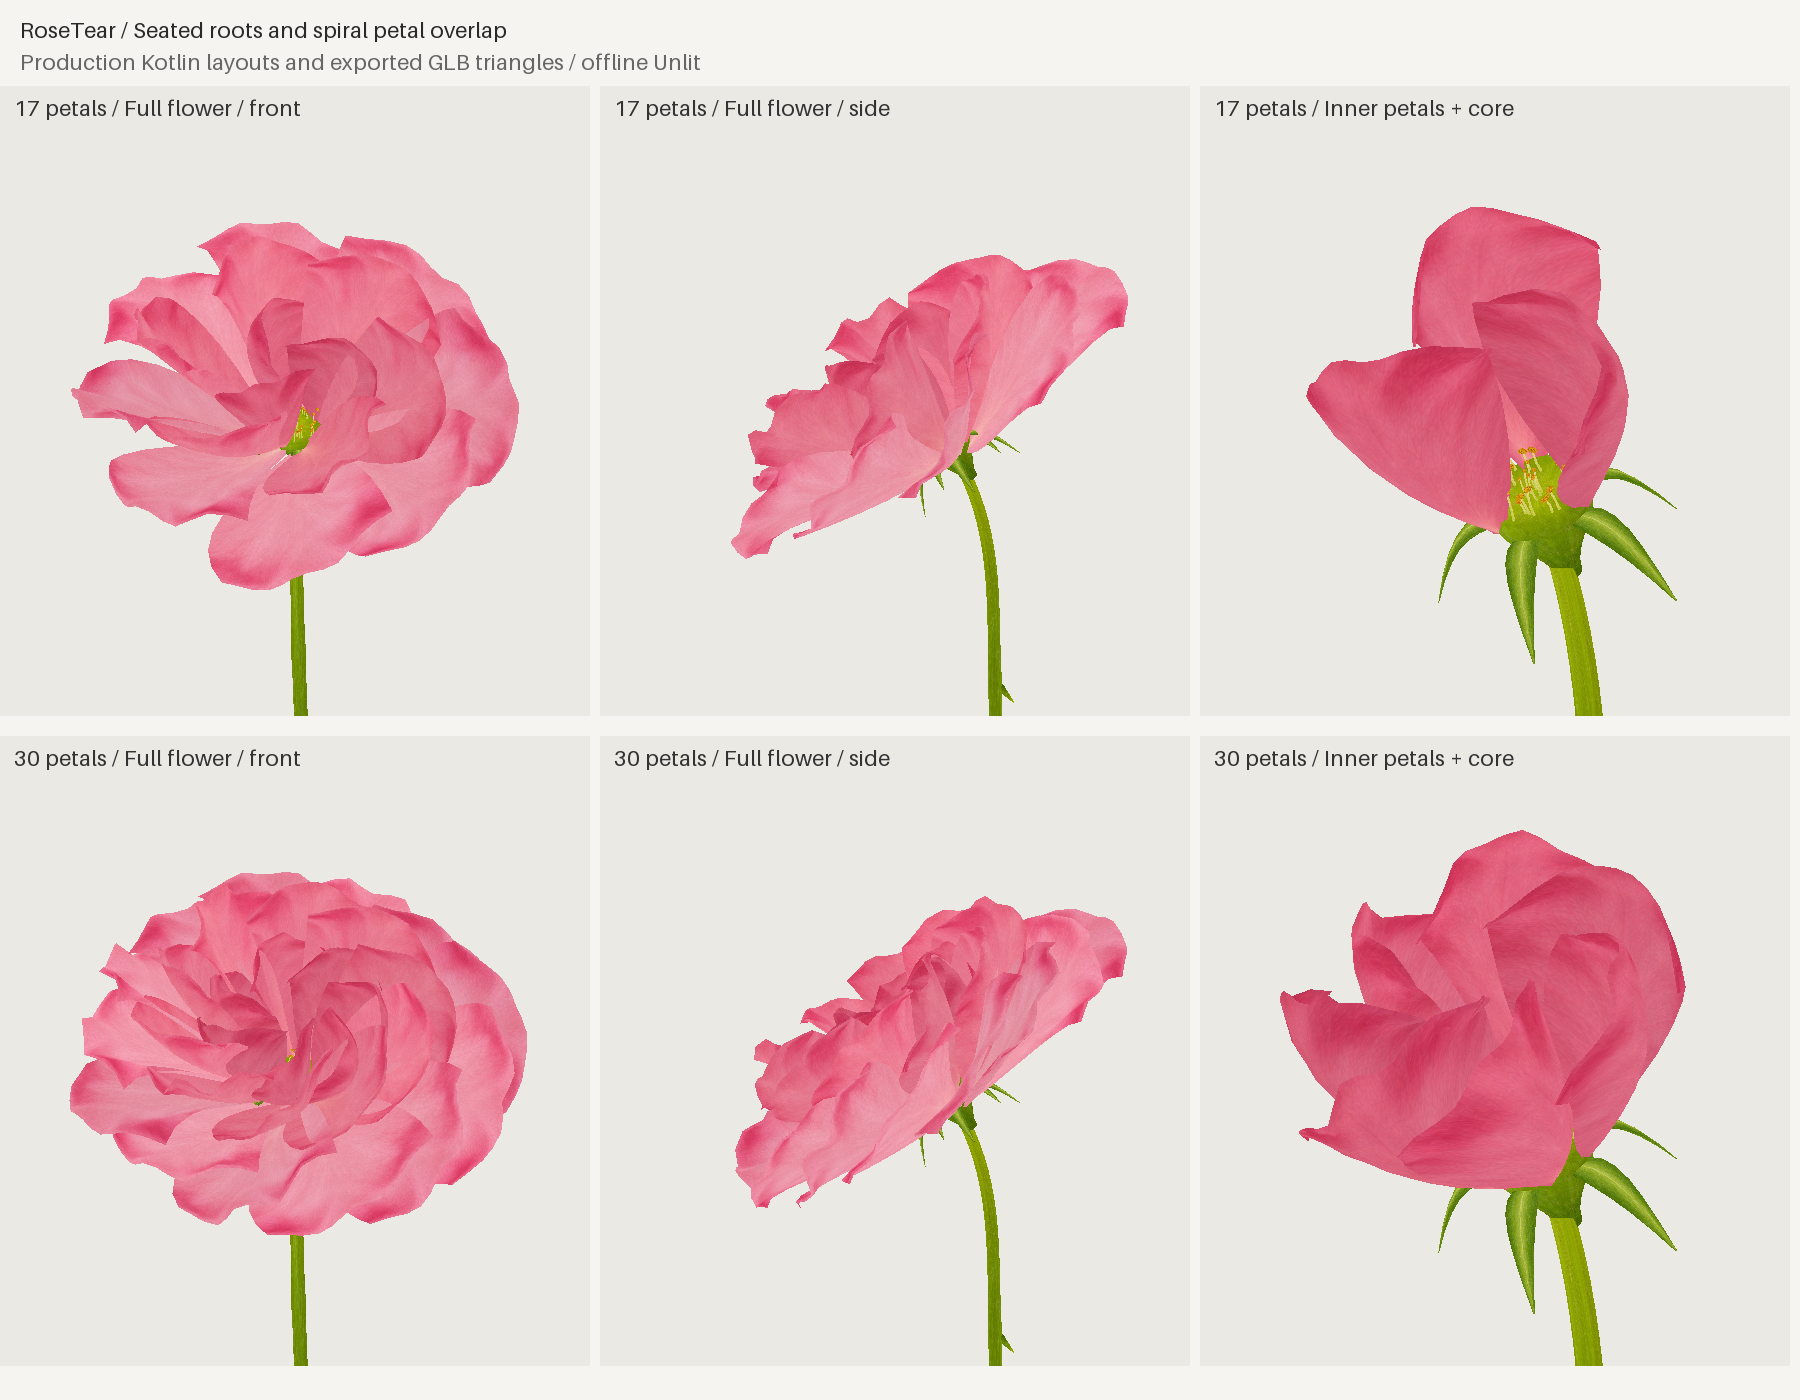 RoseTear / Seated roots and spiral petal overlap
Production Kotlin layouts and exported GLB triangles / offline Unlit
17 petals / Full flower / front
17 petals / Full flower / side
17 petals / Inner petals + core
30 petals / Full flower / front
30 petals / Full flower / side
30 petals / Inner petals + core